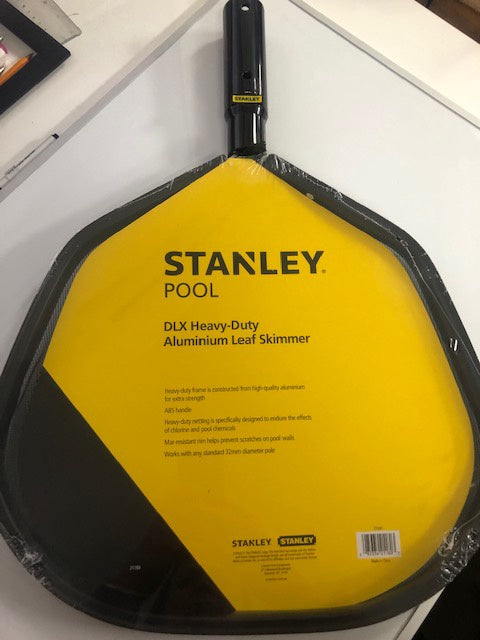 STANLEY
STANLEY
POOL
DLX Heavy-Duty
Aluminium Leaf Skimmer
Heavy-duty frame is constructed from high-quality aluminium
for extra strength
ABS handle
Heavy-duty netting is specifically designed to endure the effects
of chlorine and pool chemicals
Mar-resistant rim helps prevent scratches on pool walls
Works with any standard 32mm diameter pole
STANLEY STANLEY
Made in China